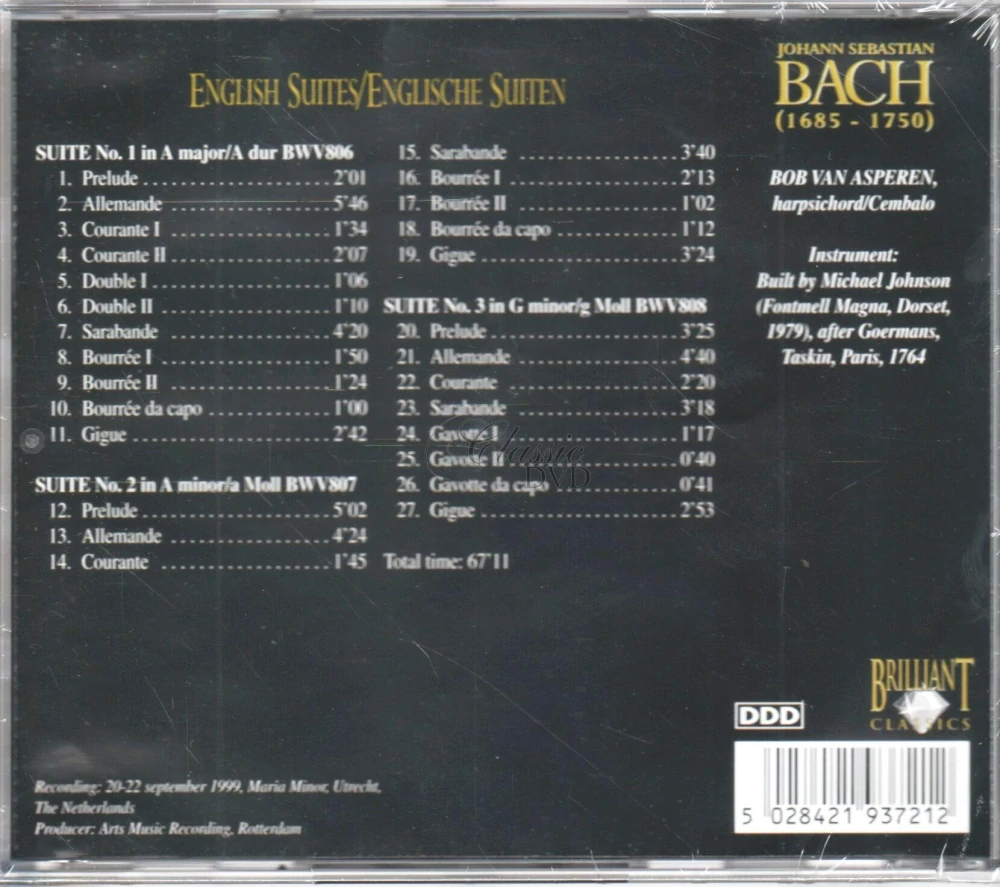 ENGLISH SUITES/ENGLISCHE SUITEN
SUITE No. 1 in A major/A dur BWV806
1. Prelude ........................ 2'01
2. Allemande .................... 5'46
3. Courante I .................... 1'34
4. Courante II ................... 2'07
5. Double I ....................... 1'06
6. Double II ...................... 1'10
7. Sarabande .................... 4'20
8. Bourrée I ...................... 1'50
9. Bourrée II ..................... 1'24
10. Bourrée da capo ............ 1'00
11. Gigue .......................... 2'42
SUITE No. 2 in A minor/a Moll BWV807
12. Prelude ........................ 5'02
13. Allemande .................... 4'24
14. Courante ...................... 1'45
15. Sarabande .................... 3'40
16. Bourrée I ...................... 2'13
17. Bourrée II ..................... 1'02
18. Bourrée da capo ............ 1'12
19. Gigue .......................... 3'24
SUITE No. 3 in G minor/g Moll BWV808
20. Prelude ........................ 3'25
21. Allemande .................... 4'40
22. Courante ...................... 2'20
23. Sarabande .................... 3'18
24. Gavotte I ...................... 1'17
25. Gavotte II ..................... 0'40
26. Gavotte da capo ............ 0'41
27. Gigue .......................... 2'53
Total time: 67'11
JOHANN SEBASTIAN
BACH
(1685 - 1750)
BOB VAN ASPEREN,
harpsichord/Cembalo
Instrument:
Built by Michael Johnson
(Fontmell Magna, Dorset,
1979), after Goermans,
Taskin, Paris, 1764
Classic
DVD
Recording: 20-22 september 1999, Maria Minor, Utrecht,
The Netherlands
Producer: Arts Music Recording, Rotterdam
DDD
BRILLIANT
CLASSICS
5 028421 937212